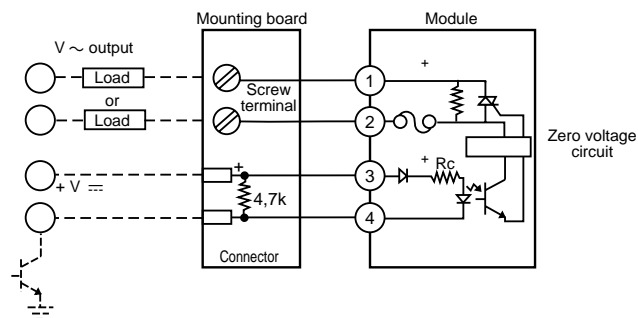 Mounting board
Module
V ∼ output
Load
or
Load
Screw
terminal
1
+
2
Zero voltage
circuit
+ V ⎓
+
4,7k
3
+
Rc
4
Connector